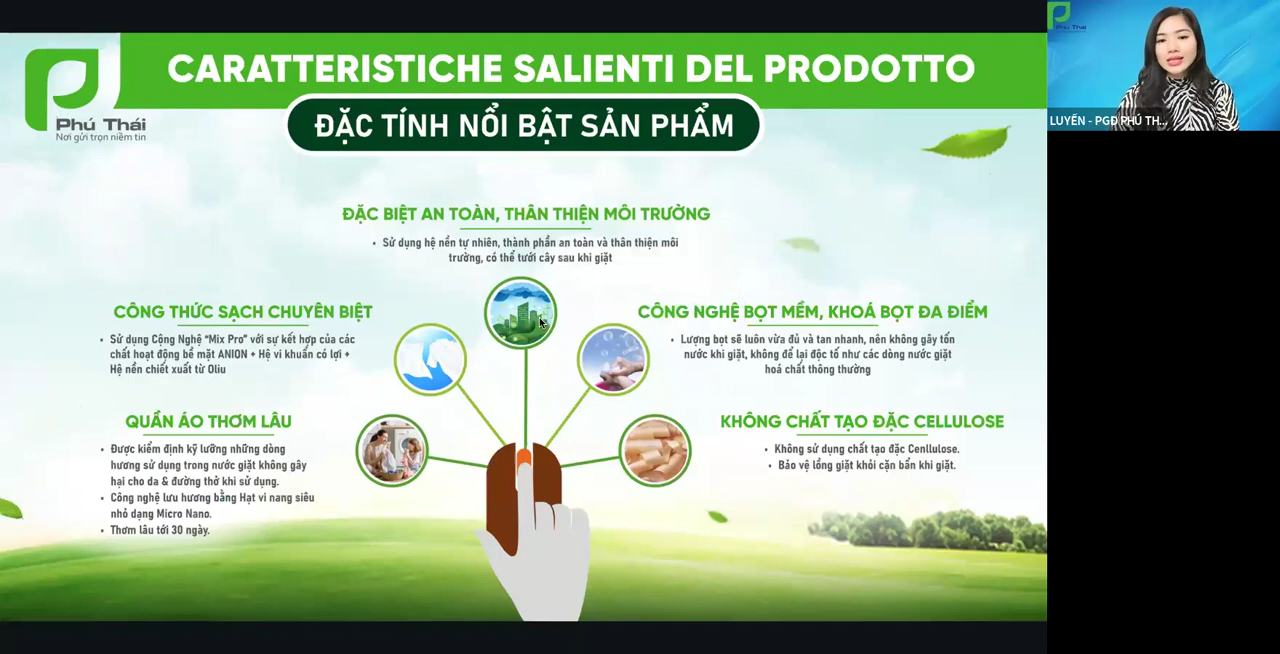 CARATTERISTICHE SALIENTI DEL PRODOTTO
Phú Thái
Nơi gửi trọn niềm tin
ĐẶC TÍNH NỔI BẬT SẢN PHẨM
Phú Thái
LUYẾN - PGD PHÚ TH...
ĐẶC BIỆT AN TOÀN, THÂN THIỆN MÔI TRƯỜNG
• Sử dụng hệ nền tự nhiên, thành phần an toàn và thân thiện môi
trường, có thể tưới cây sau khi giặt
CÔNG THỨC SẠCH CHUYÊN BIỆT
• Sử dụng Cộng Nghệ “Mix Pro” với sự kết hợp của các
chất hoạt động bề mặt ANION + Hệ vi khuẩn có lợi +
Hệ nền chiết xuất từ Oliu
CÔNG NGHỆ BỌT MỀM, KHOÁ BỌT ĐA ĐIỂM
• Lượng bọt sẽ luôn vừa đủ và tan nhanh, nên không gây tốn
nước khi giặt, không để lại độc tố như các dòng nước giặt
hoá chất thông thường
QUẦN ÁO THƠM LÂU
• Được kiểm định kỹ lưỡng những dòng
hương sử dụng trong nước giặt không gây
hại cho da & đường thở khi sử dụng.
• Công nghệ lưu hương bằng Hạt vi nang siêu
nhỏ dạng Micro Nano.
• Thơm lâu tới 30 ngày.
KHÔNG CHẤT TẠO ĐẶC CELLULOSE
• Không sử dụng chất tạo đặc Cenllulose.
• Bảo vệ lồng giặt khỏi cặn bẩn khi giặt.